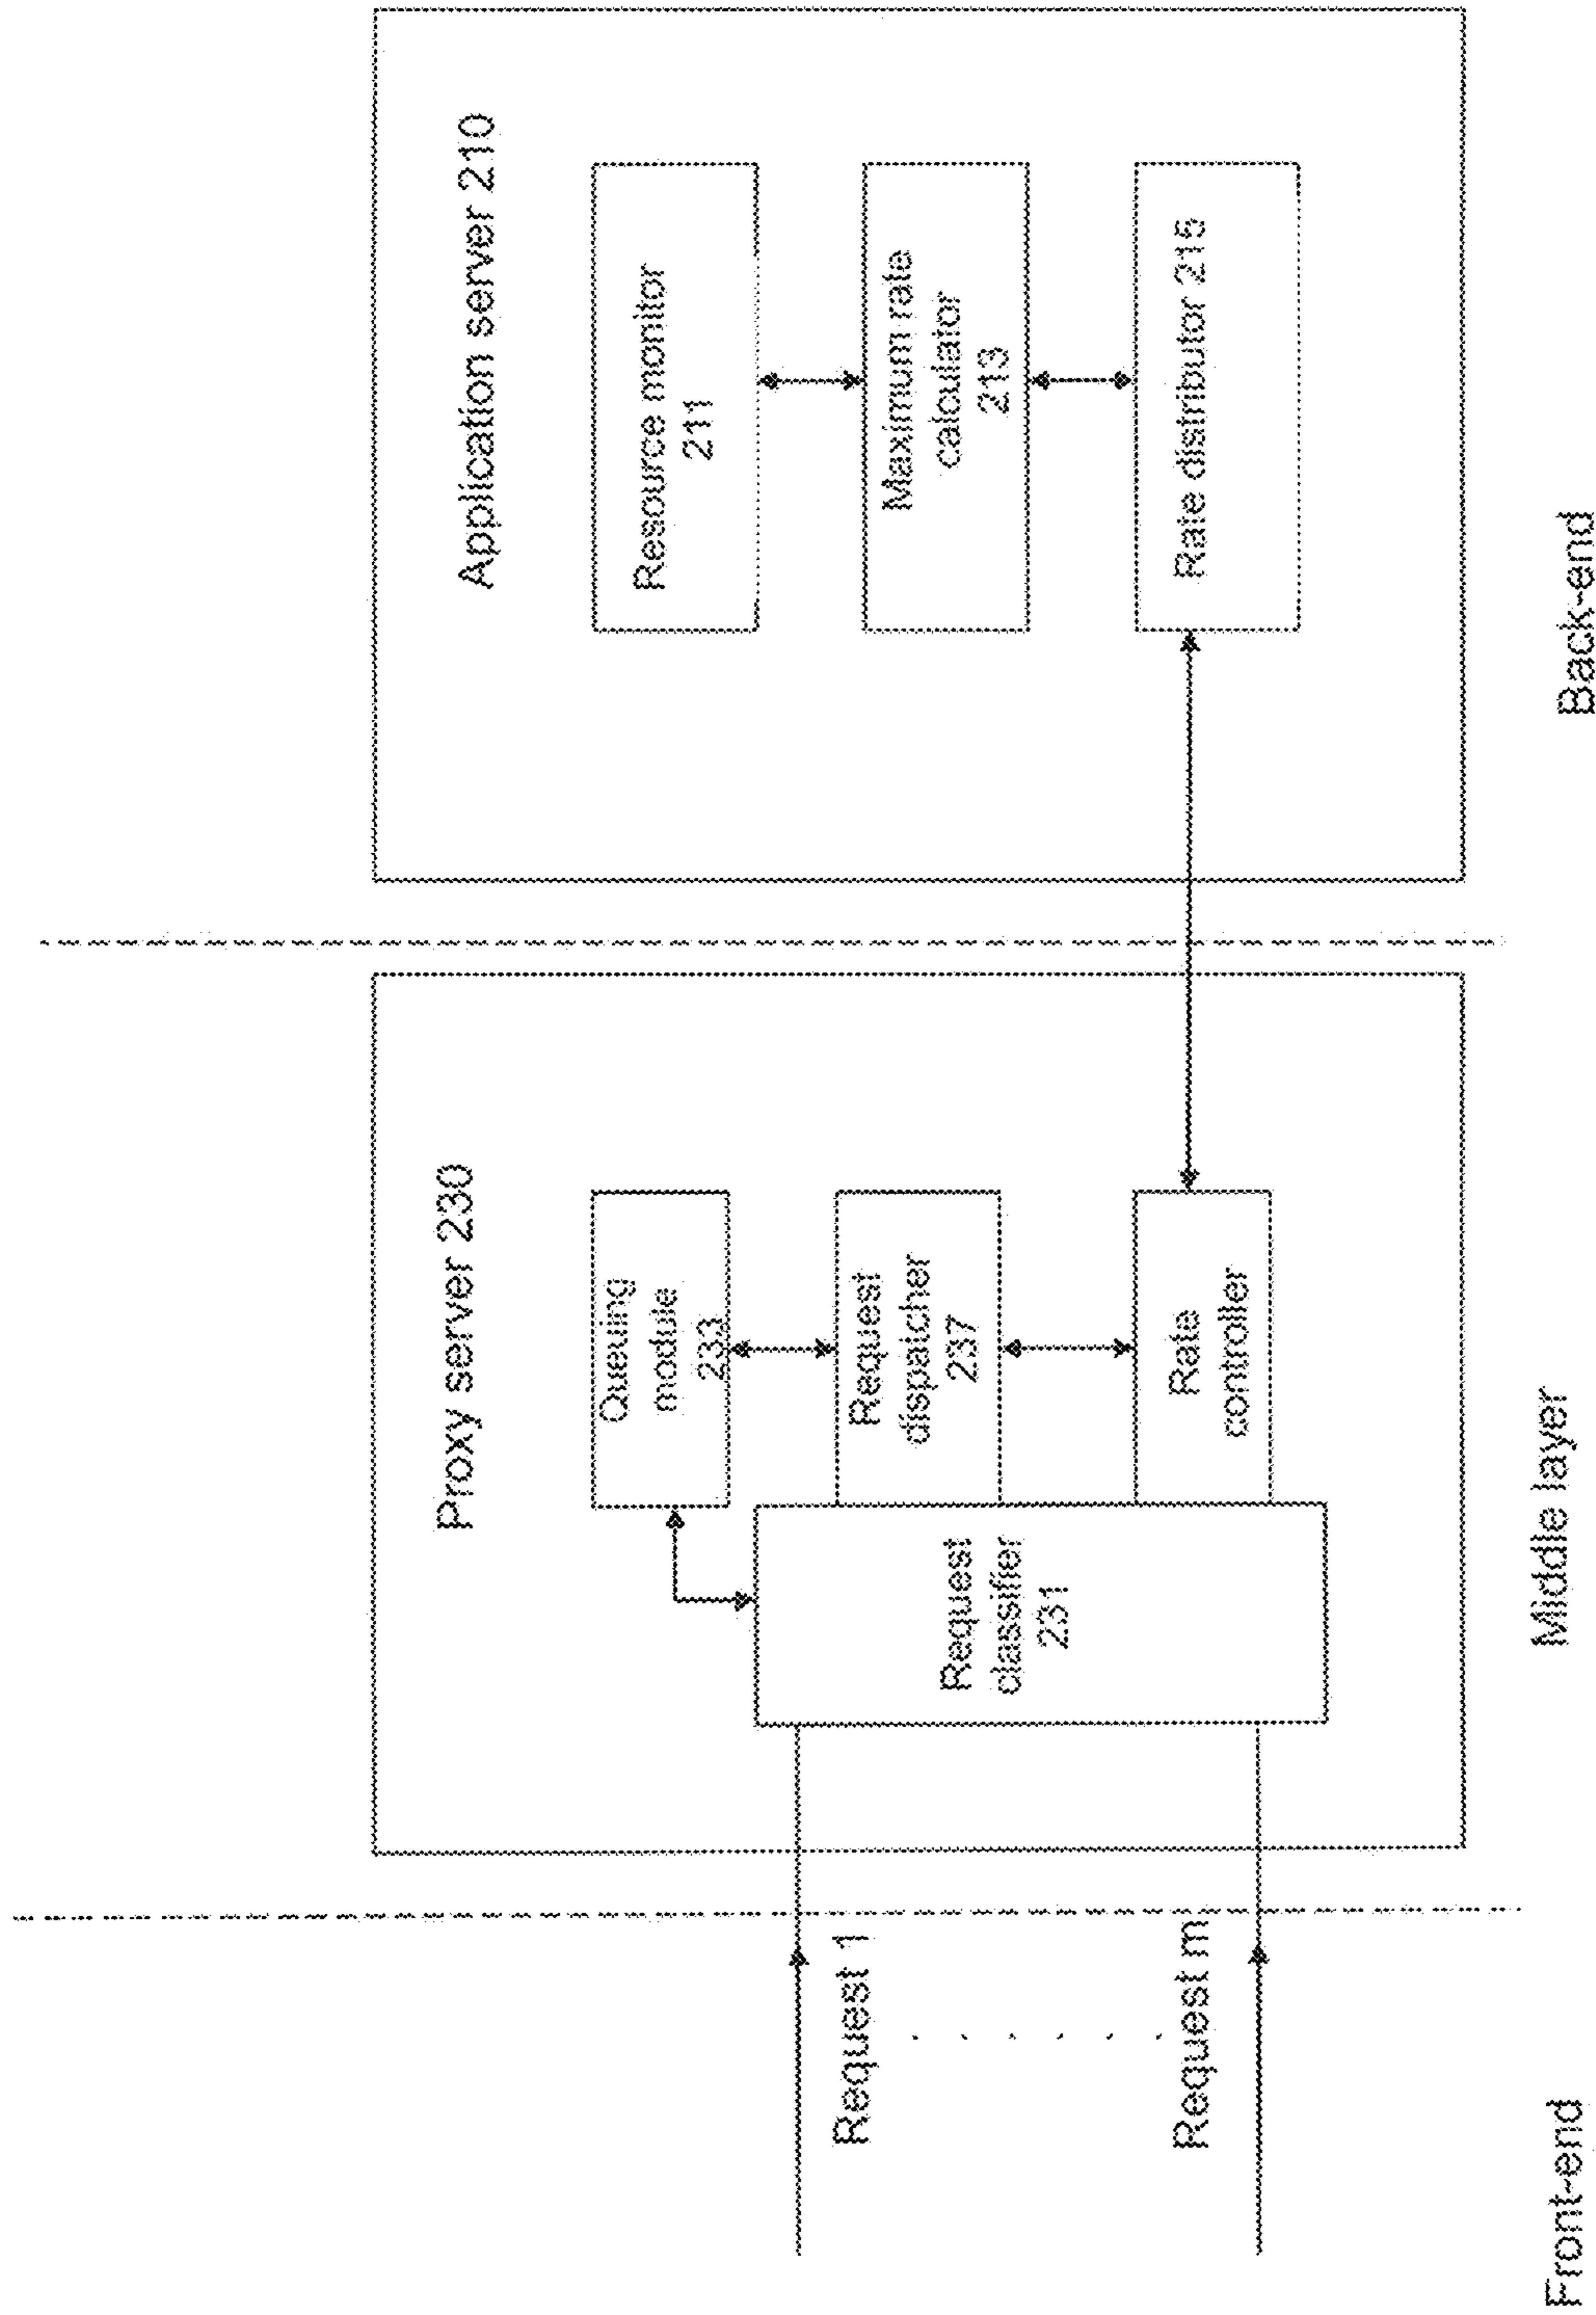 Proxy server 230
Application server 210
Queuing
module
233
Request
dispatcher
237
Rate
controller
Request
classifier
231
Resource monitor
211
Maximum rate
calculator
213
Rate distributor 215
Request 1
Request m
Front-end
Middle layer
Back-end